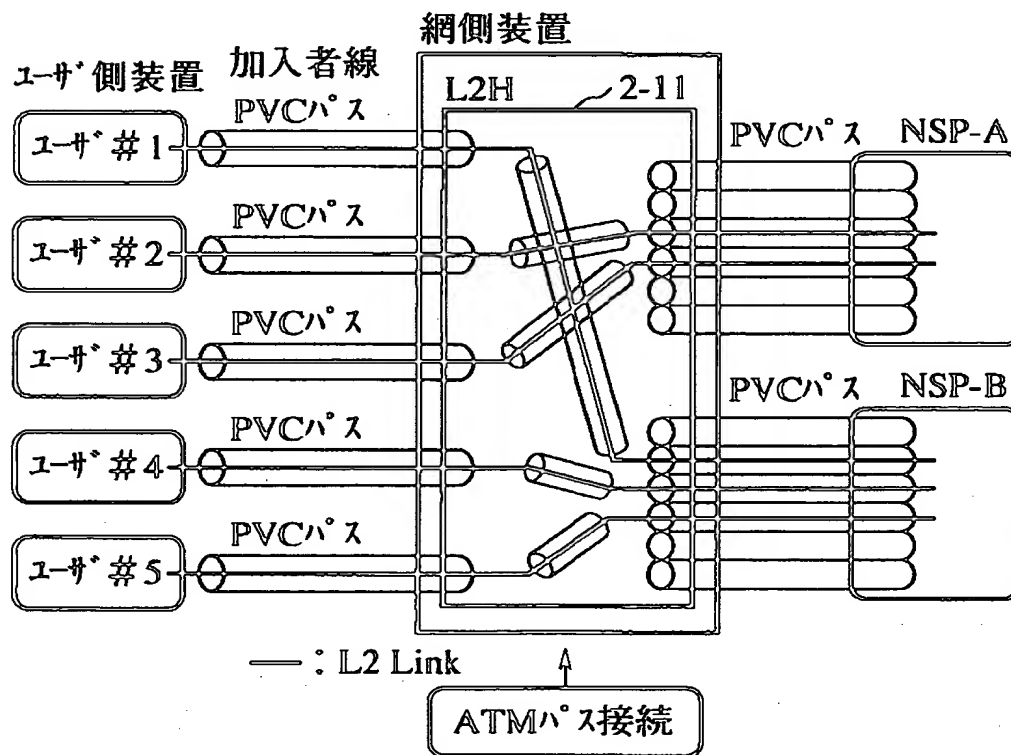 網側装置
ユーザ側装置
加入者線
L2H
2-11
PVCパス
PVCパス
NSP-A
ユーザ#1
PVCパス
ユーザ#2
PVCパス
ユーザ#3
PVCパス
NSP-B
PVCパス
ユーザ#4
PVCパス
ユーザ#5
:L2 Link
ATMパス接続